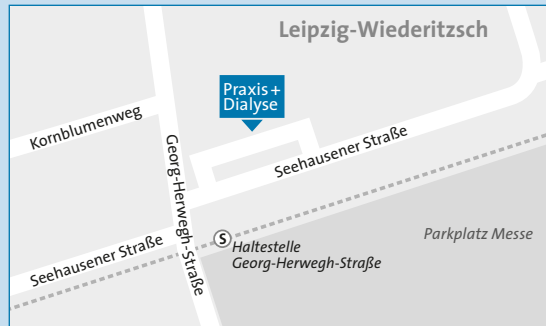 Leipzig-Wiederitzsch
Praxis +
Dialyse
Kornblumenweg
Georg-Herwegh-Straße
Seehausener Straße
Seehausener Straße
S
Haltestelle
Georg-Herwegh-Straße
Parkplatz Messe